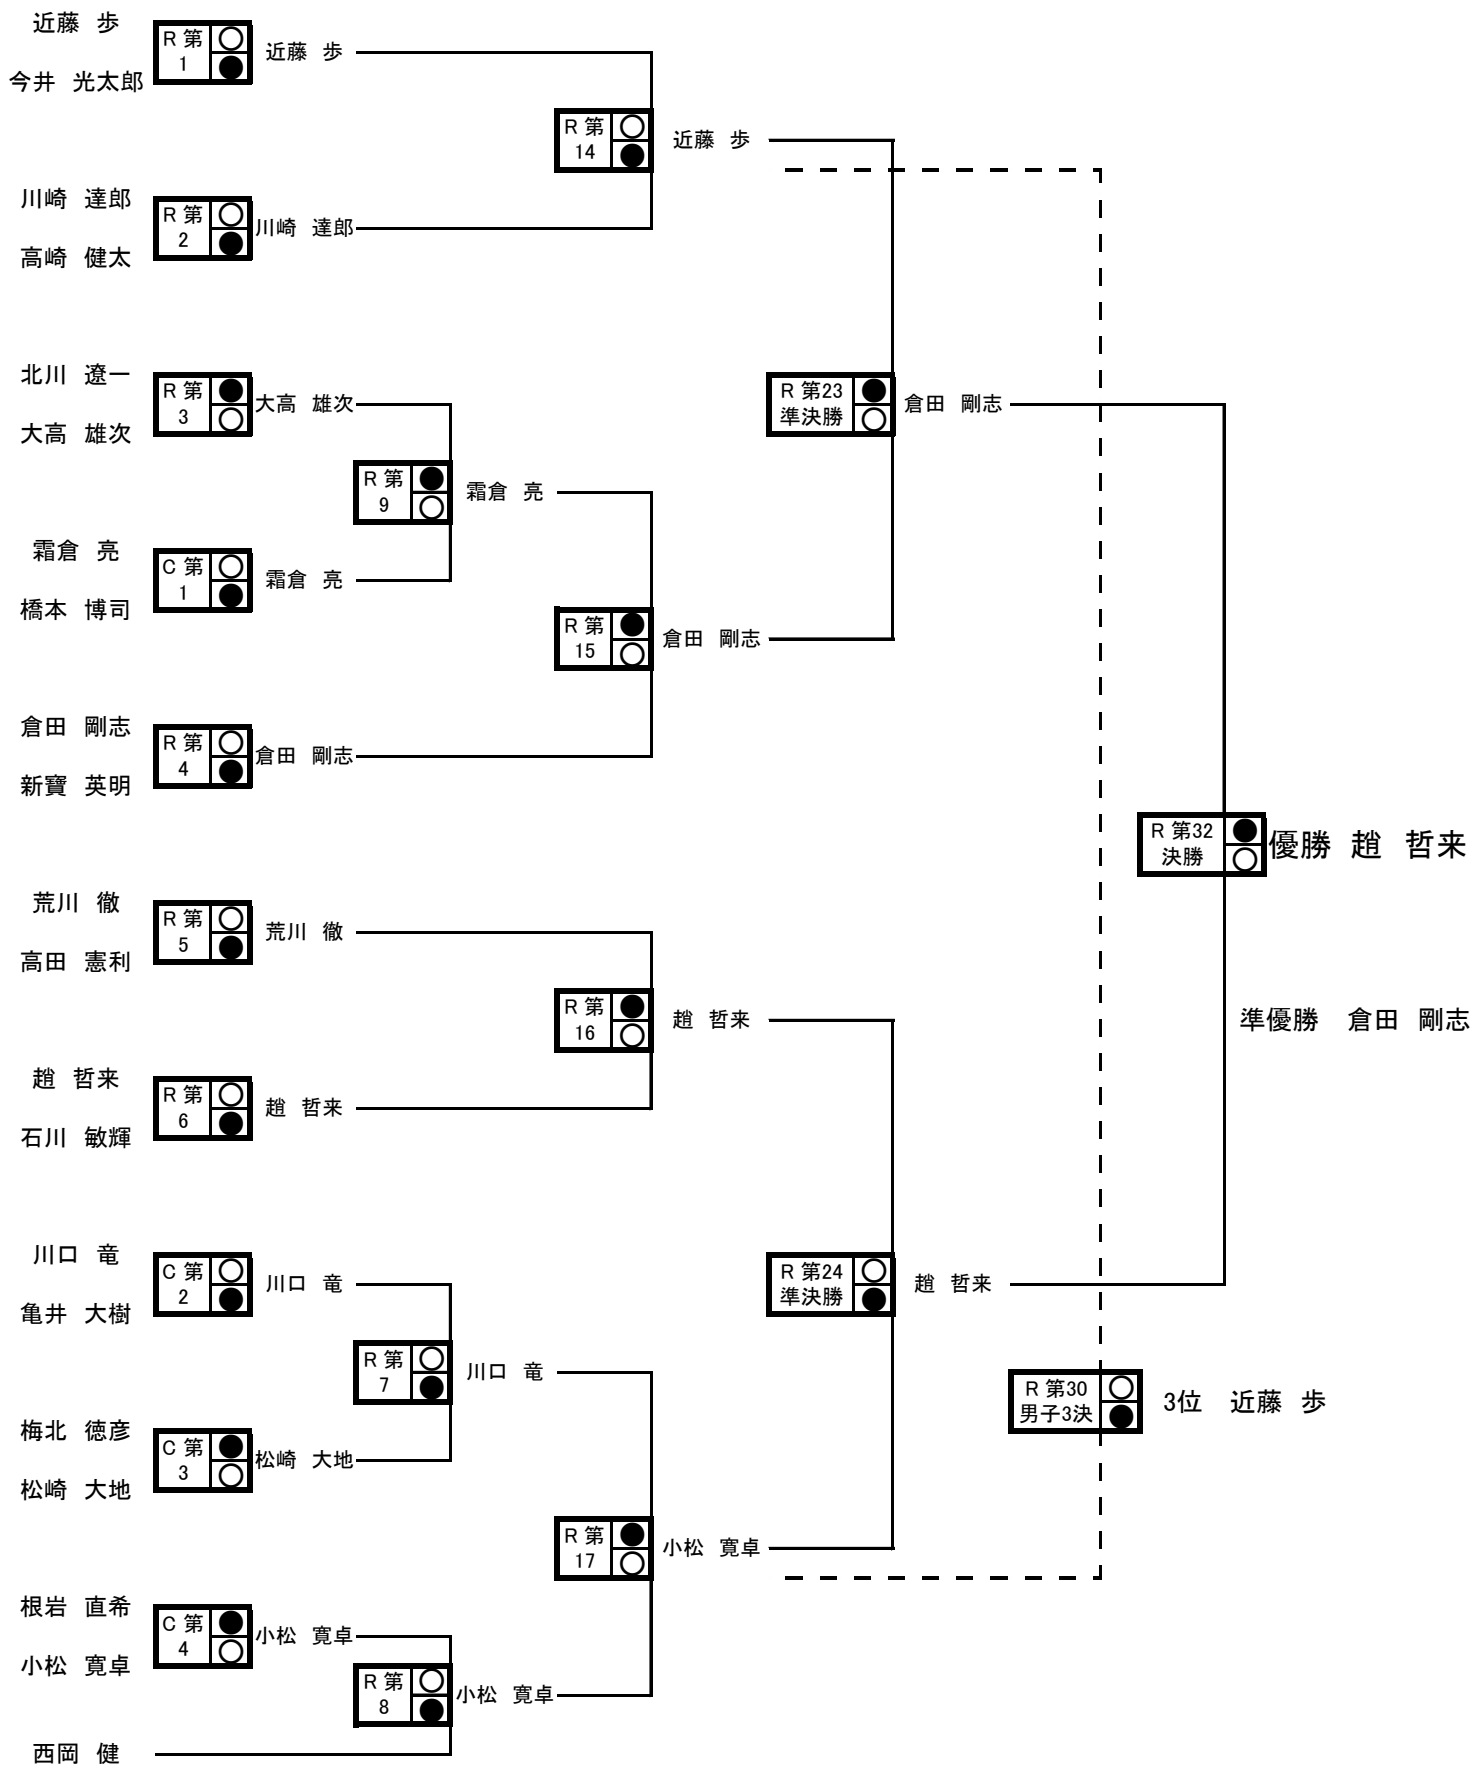 近藤 歩
今井 光太郎
R 第
1
近藤 歩
川崎 達郎
高崎 健太
R 第
2
川崎 達郎
R 第
14
近藤 歩
北川 遼一
大高 雄次
R 第
3
大高 雄次
霜倉 亮
橋本 博司
C 第
1
霜倉 亮
R 第
9
霜倉 亮
倉田 剛志
新寶 英明
R 第
4
倉田 剛志
R 第
15
倉田 剛志
R 第23
準決勝
倉田 剛志
荒川 徹
高田 憲利
R 第
5
荒川 徹
趙 哲来
石川 敏輝
R 第
6
趙 哲来
R 第
16
趙 哲来
川口 竜
亀井 大樹
C 第
2
川口 竜
梅北 徳彦
松崎 大地
C 第
3
松崎 大地
R 第
7
川口 竜
根岩 直希
小松 寛卓
C 第
4
小松 寛卓
西岡 健
R 第
8
小松 寛卓
R 第
17
小松 寛卓
R 第24
準決勝
趙 哲来
R 第32
決勝
優勝 趙 哲来
準優勝 倉田 剛志
R 第30
男子3決
3位 近藤 歩